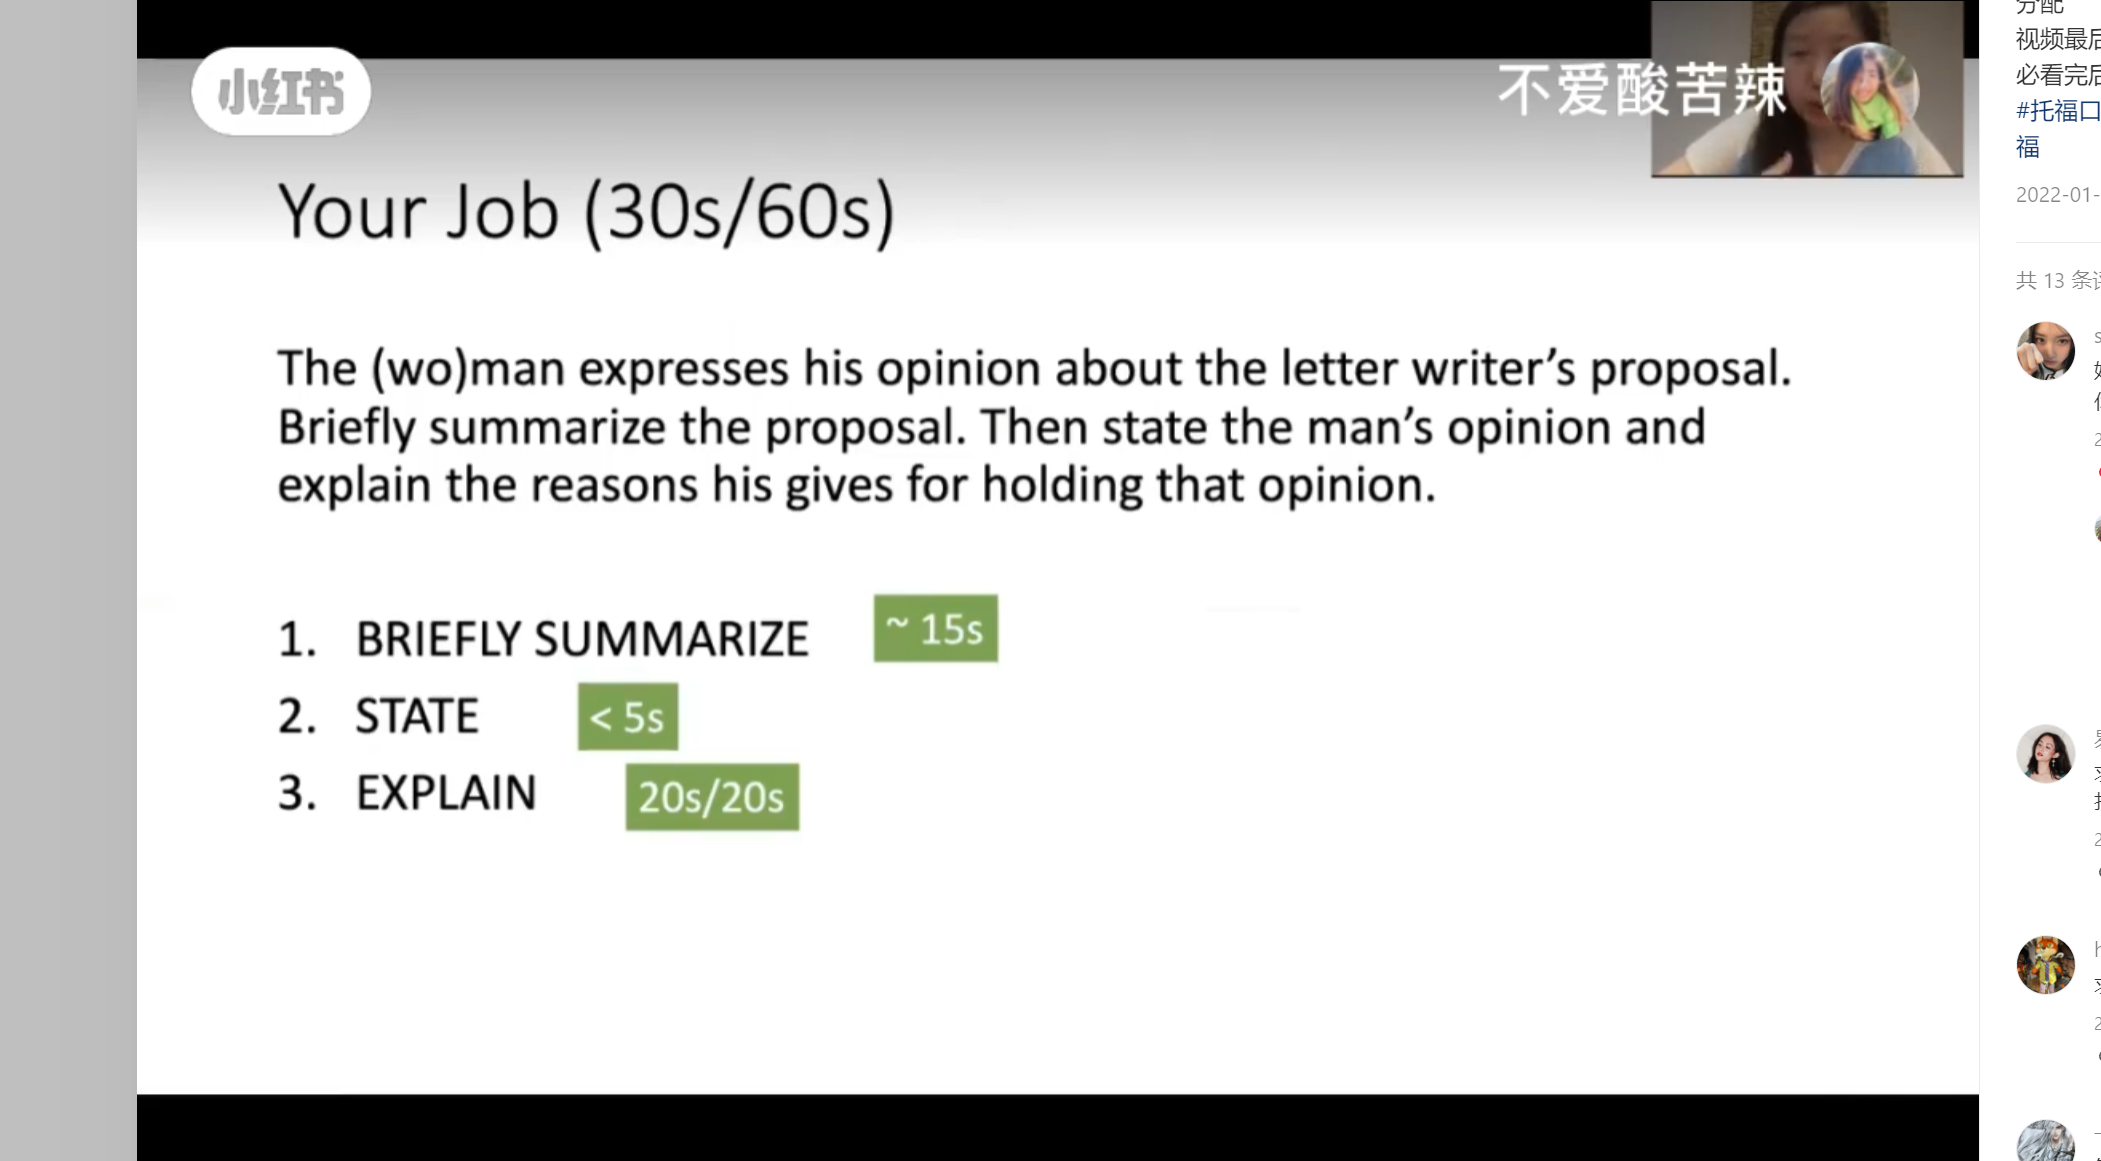 小红书
不爱酸苦辣
Your Job (30s/60s)
The (wo)man expresses his opinion about the letter writer's proposal.
Briefly summarize the proposal. Then state the man's opinion and
explain the reasons his gives for holding that opinion.
1. BRIEFLY SUMMARIZE ~ 15s
2. STATE < 5s
3. EXPLAIN 20s/20s
分配
视频最后
必看完后
#托福口
福
2022-01-
共 13 条评